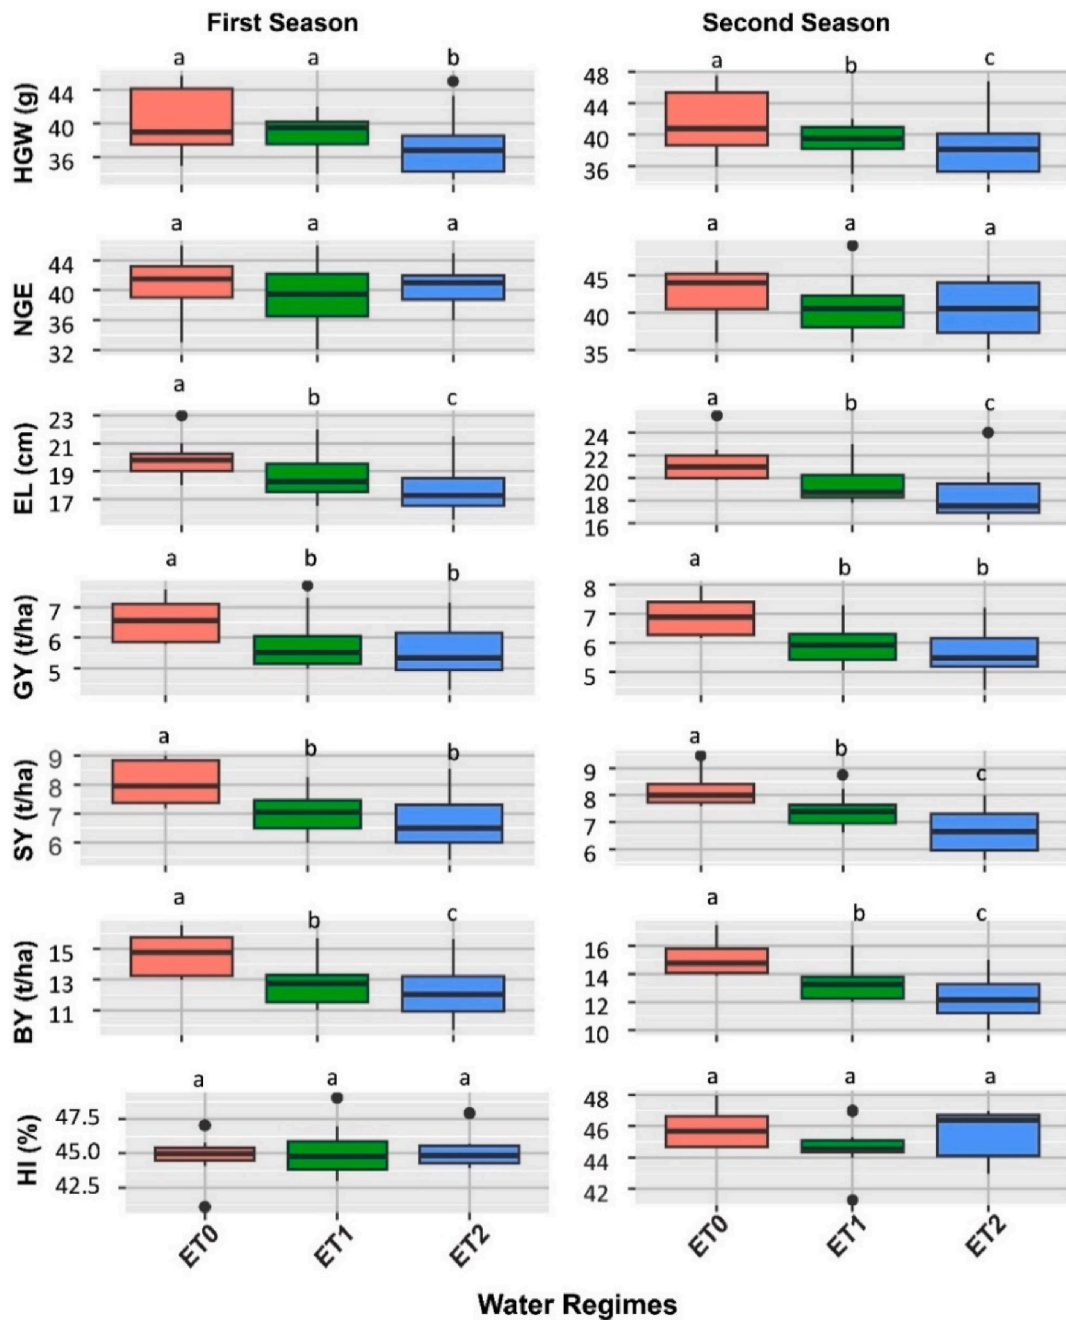 First Season Second Season
HGW (g)
a a b
44
40
36
a b c
48
44
40
36
NGE
a a a
44
40
36
32
a a a
45
40
35
EL (cm)
a b c
23
21
19
17
a b c
24
22
20
18
16
GY (t/ha)
a b b
7
6
5
a b b
8
7
6
5
SY (t/ha)
a b b
9
8
7
6
a b c
9
8
7
6
BY (t/ha)
a b c
15
13
11
a b c
16
14
12
10
HI (%)
a a a
47.5
45.0
42.5
a a a
48
46
44
42
ET0 ET1 ET2 ET0 ET1 ET2
Water Regimes